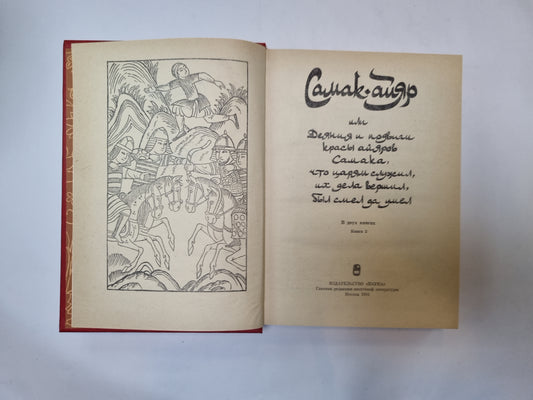 Самак-айяр
или
Деяния и подвиги
красы айяров
Самака,
что царям служил,
их дела вершил,
был смел да умел
В двух книгах
Книга 2
ИЗДАТЕЛЬСТВО «НАУКА»
Главная редакция восточной литературы
Москва 1984